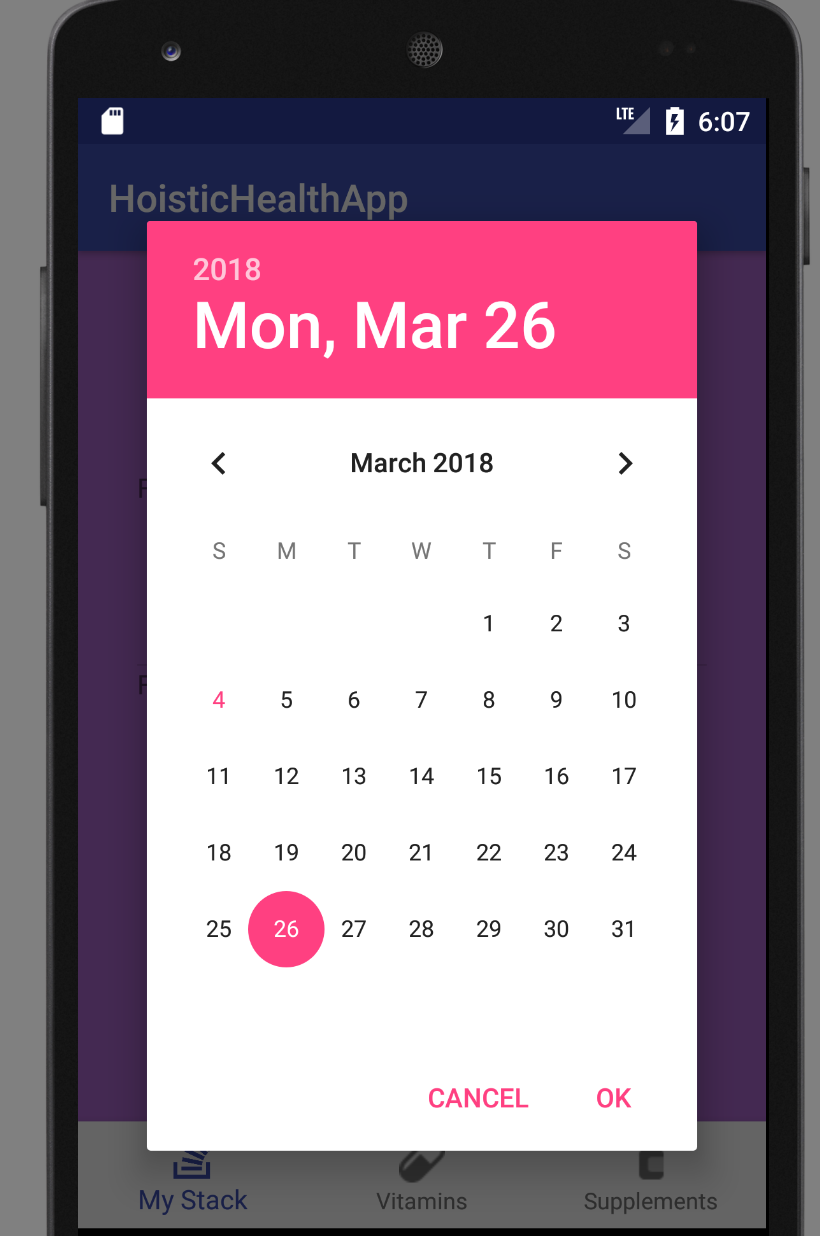 LTE 6:07
HoisticHealthApp
2018
Mon, Mar 26
March 2018
S M T W T F S
1 2 3
4 5 6 7 8 9 10
11 12 13 14 15 16 17
18 19 20 21 22 23 24
25 26 27 28 29 30 31
CANCEL OK
My Stack Vitamins Supplements